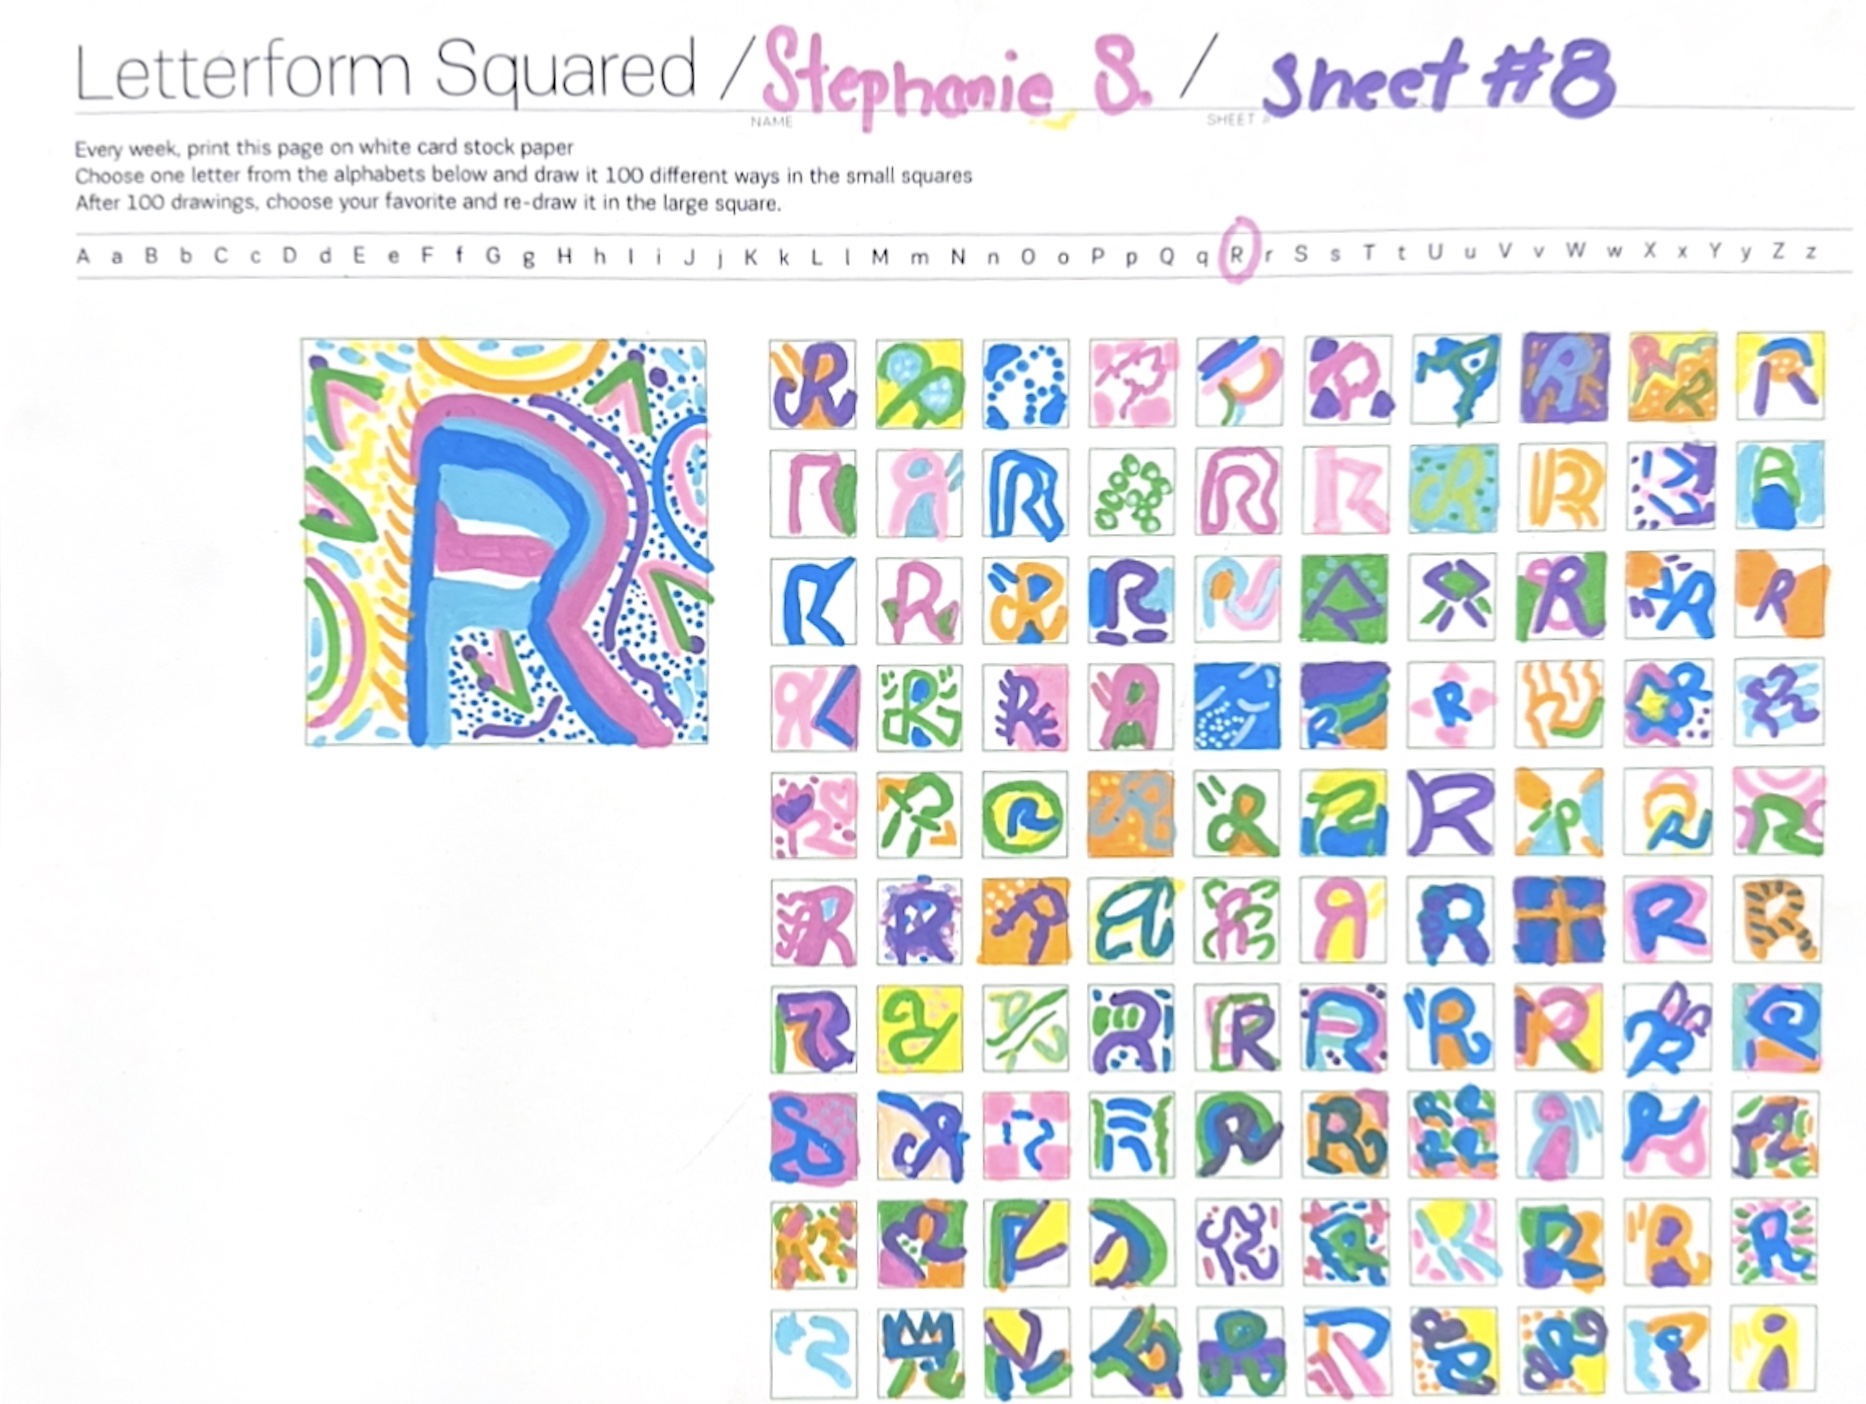 Letterform Squared / Stephanie S. / Sheet #8
NAME SHEET #
Every week, print this page on white card stock paper
Choose one letter from the alphabets below and draw it 100 different ways in the small squares
After 100 drawings, choose your favorite and re-draw it in the large square.
A a B b C c D d E e F f G g H h I i J j K k L l M m N n O o P p Q q R r S s T t U u V v W w X x Y y Z z
R